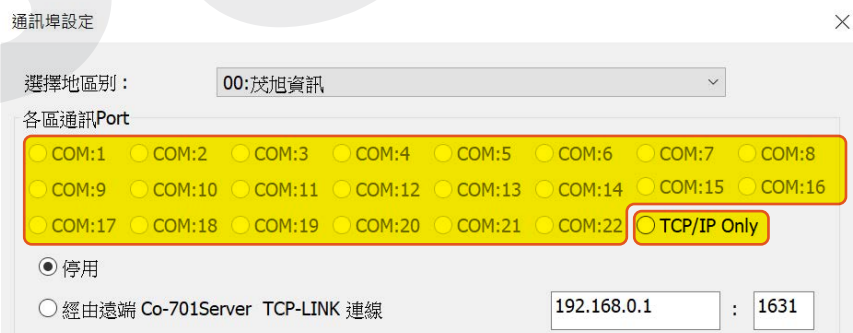 通訊埠設定
選擇地區別： 00:茂旭資訊
各區通訊Port
COM:1 COM:2 COM:3 COM:4 COM:5 COM:6 COM:7 COM:8
COM:9 COM:10 COM:11 COM:12 COM:13 COM:14 COM:15 COM:16
COM:17 COM:18 COM:19 COM:20 COM:21 COM:22 TCP/IP Only
停用
經由遠端 Co-701Server TCP-LINK 連線 192.168.0.1 : 1631